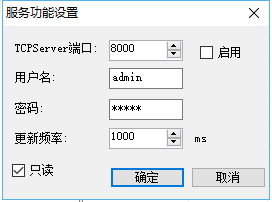 服务功能设置
TCPServer端口: 8000 启用
用户名: admin
密码: *****
更新频率: 1000 ms
只读 确定 取消